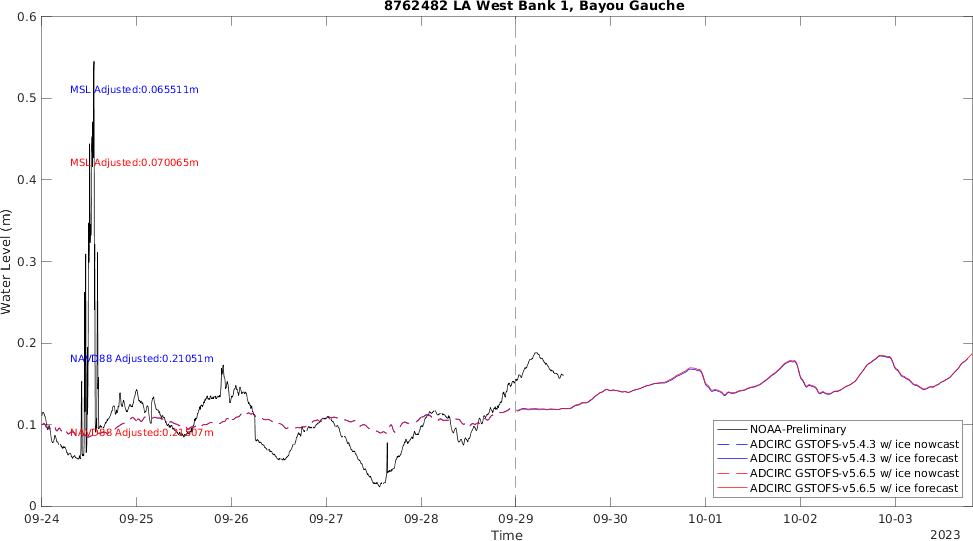 8762482 LA West Bank 1, Bayou Gauche
0.6
0.5
0.4
0.3
0.2
0.1
0
Water Level (m)
MSL Adjusted:0.065511m
MSL Adjusted:0.070065m
NAVD88 Adjusted:0.21051m
NAVD88
NOAA-Preliminary
ADCIRC GSTOFS-v5.4.3 w/ ice nowcast
ADCIRC GSTOFS-v5.4.3 w/ ice forecast
ADCIRC GSTOFS-v5.6.5 w/ ice nowcast
ADCIRC GSTOFS-v5.6.5 w/ ice forecast
09-24
09-25
09-26
09-27
09-28
09-29
09-30
10-01
10-02
10-03
Time
2023